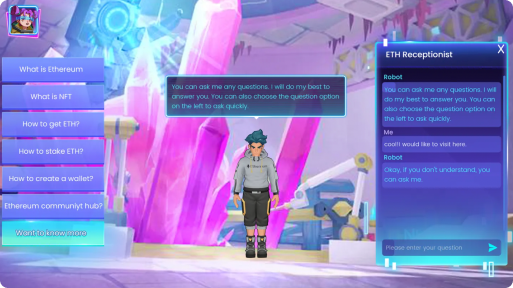 What is Ethereum
What is NFT
How to get ETH?
How to stake ETH?
How to create a wallet?
Ethereum communiyt hub?
Want to know more
You can ask me any questions. I will do my best to
answer you. You can also choose the question option
on the left to ask quickly.
ETH Receptionist
X
Robot
You can ask me any questions. I will
do my best to answer you. You can
also choose the question option on
the left to ask quickly.
Me
cool!I would like to visit here.
Robot
Okay, if you don't understand, you
can ask me.
Please enter your question